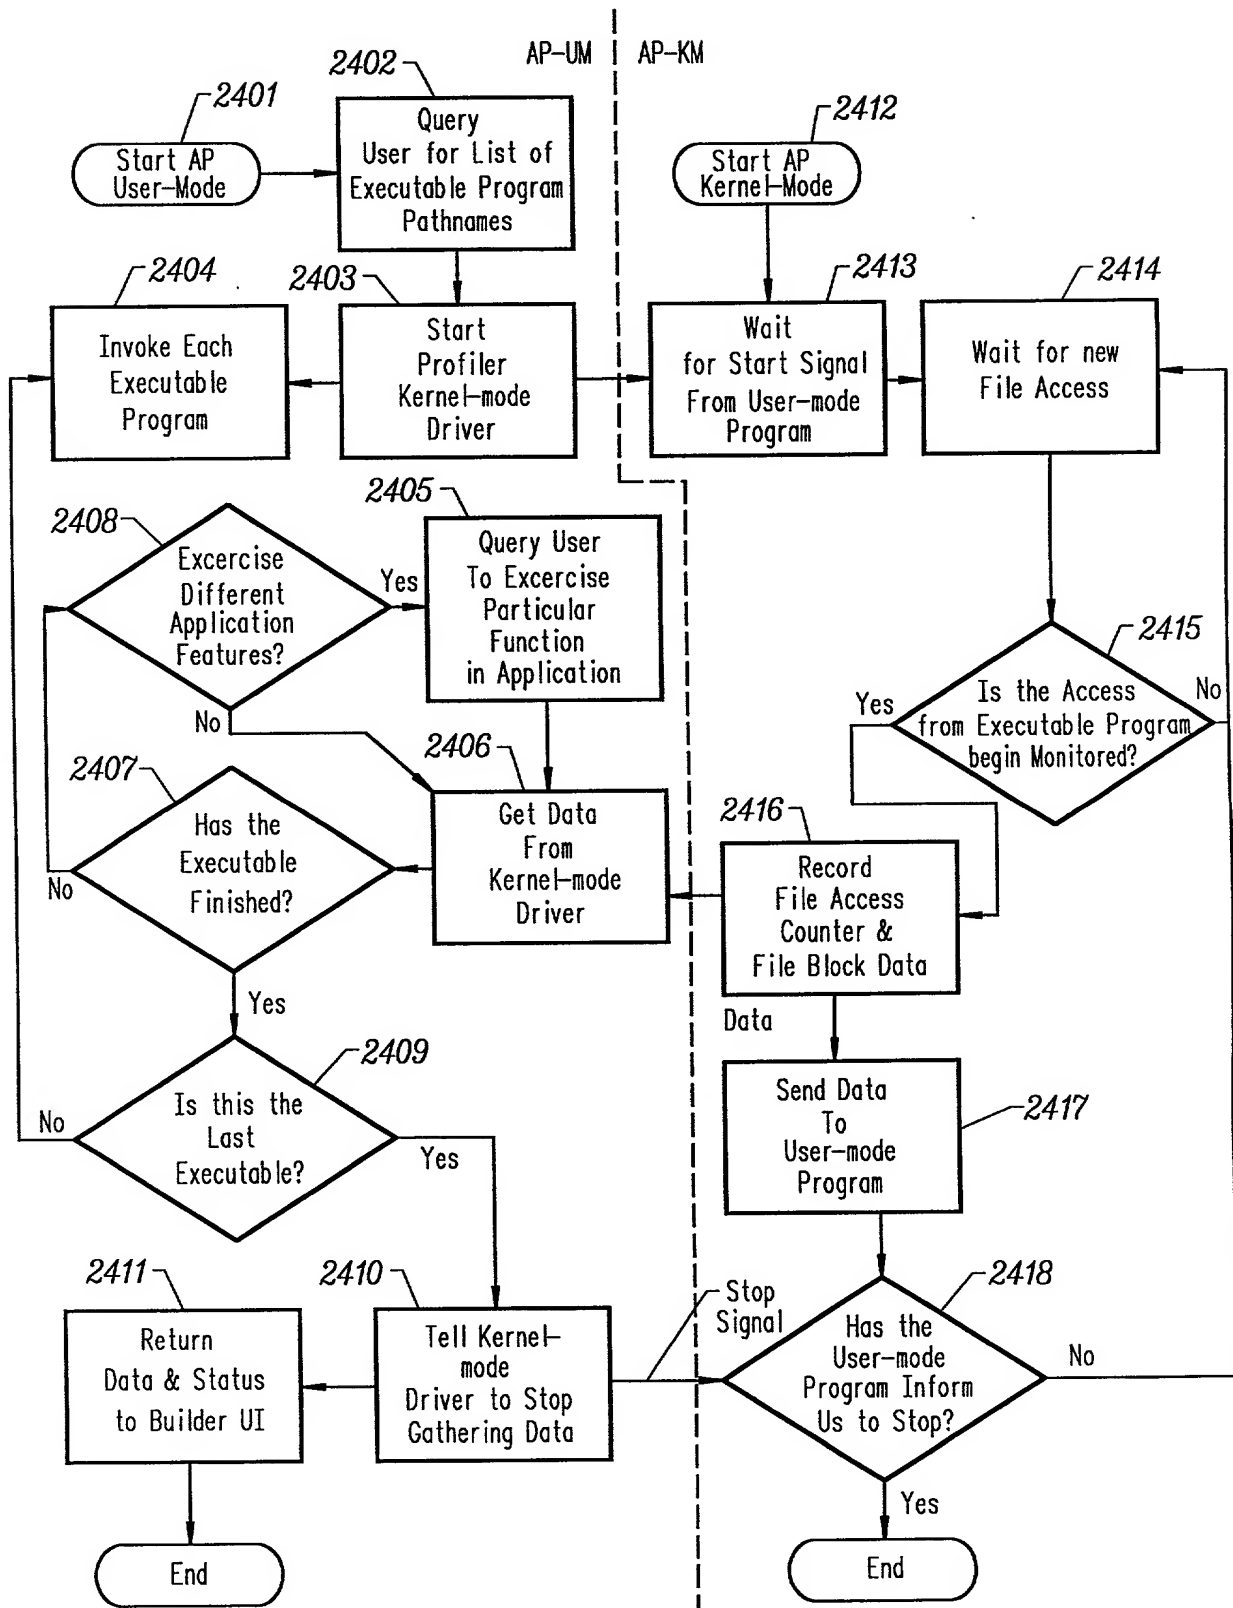 AP-UM
AP-KM
2401
Start AP
User-Mode
2402
Query
User for List of
Executable Program
Pathnames
2412
Start AP
Kernel-Mode
2404
Invoke Each
Executable
Program
2403
Start
Profiler
Kernel-mode
Driver
2413
Wait
for Start Signal
From User-mode
Program
2414
Wait for new
File Access
2408
Excercise
Different
Application
Features?
Yes
No
2405
Query User
To Excercise
Particular
Function
in Application
2415
Is the Access
from Executable Program
begin Monitored?
Yes
No
2407
Has the
Executable
Finished?
No
Yes
2406
Get Data
From
Kernel-mode
Driver
2416
Record
File Access
Counter &
File Block Data
Data
2409
Is this the
Last
Executable?
No
Yes
2417
Send Data
To
User-mode
Program
2411
Return
Data & Status
to Builder UI
2410
Tell Kernel-
mode
Driver to Stop
Gathering Data
Stop
Signal
2418
Has the
User-mode
Program Inform
Us to Stop?
No
Yes
End
End